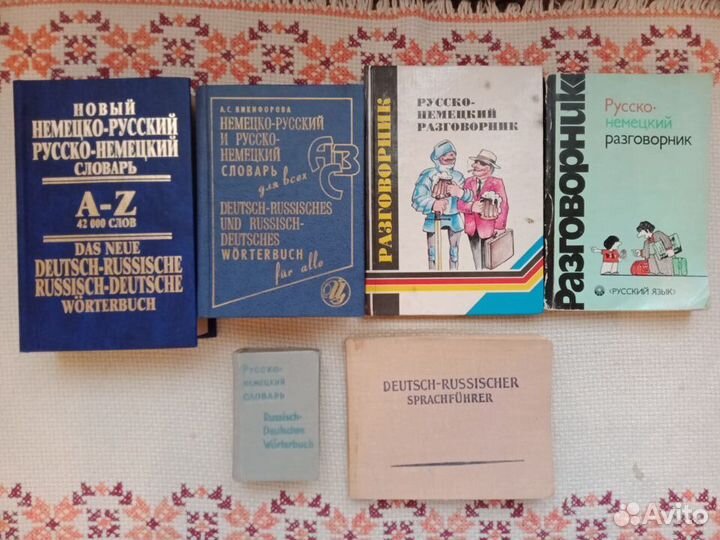 НОВЫЙ
НЕМЕЦКО-РУССКИЙ
РУССКО-НЕМЕЦКИЙ
СЛОВАРЬ
A-Z
42 000 СЛОВ
DAS NEUE
DEUTSCH-RUSSISCHE
RUSSISCH-DEUTSCHE
WÖRTERBUCH
А.С. НИКИФОРОВА
НЕМЕЦКО-РУССКИЙ
И РУССКО-
НЕМЕЦКИЙ
СЛОВАРЬ
для всех
DEUTSCH-RUSSISCHES
UND RUSSISCH-
DEUTSCHES
WÖRTERBUCH
für alle
РАЗГОВОРНИК
РУССКО-
НЕМЕЦКИЙ
РАЗГОВОРНИК
Разговорник
Русско-
немецкий
разговорник
«РУССКИЙ ЯЗЫК»
РУССКО-
НЕМЕЦКИЙ
СЛОВАРЬ
Russisch-
Deutsches
Wörterbuch
DEUTSCH-RUSSISCHER
SPRACHFÜHRER
Avito